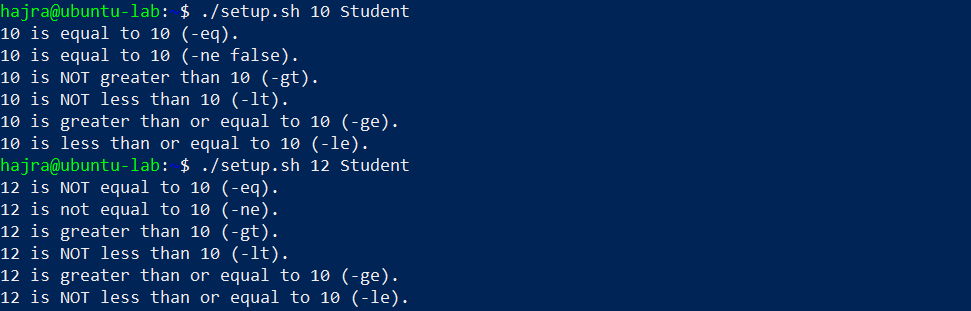 hajra@ubuntu-lab: $ ./setup.sh 10 Student
10 is equal to 10 (-eq).
10 is equal to 10 (-ne false).
10 is NOT greater than 10 (-gt).
10 is NOT less than 10 (-lt).
10 is greater than or equal to 10 (-ge).
10 is less than or equal to 10 (-le).
hajra@ubuntu-lab: $ ./setup.sh 12 Student
12 is NOT equal to 10 (-eq).
12 is not equal to 10 (-ne).
12 is greater than 10 (-gt).
12 is NOT less than 10 (-lt).
12 is greater than or equal to 10 (-ge).
12 is NOT less than or equal to 10 (-le).